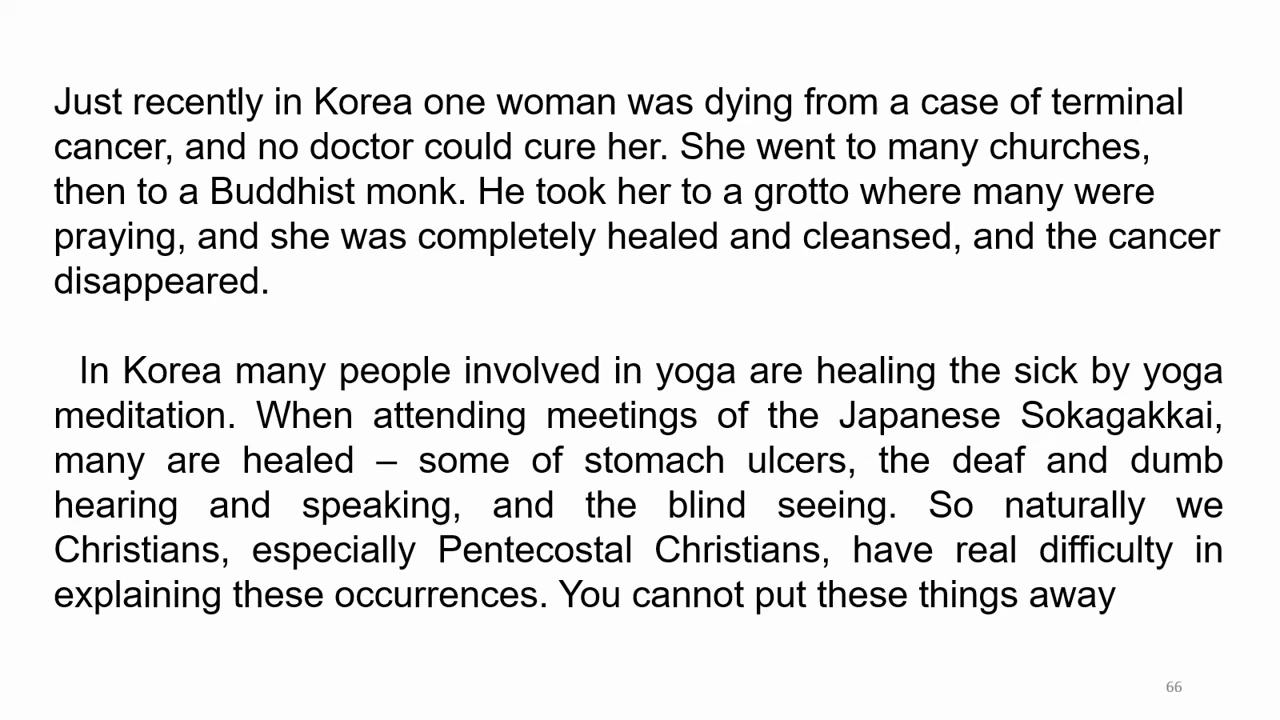 Just recently in Korea one woman was dying from a case of terminal
cancer, and no doctor could cure her. She went to many churches,
then to a Buddhist monk. He took her to a grotto where many were
praying, and she was completely healed and cleansed, and the cancer
disappeared.
In Korea many people involved in yoga are healing the sick by yoga
meditation. When attending meetings of the Japanese Sokagakkai,
many are healed – some of stomach ulcers, the deaf and dumb
hearing and speaking, and the blind seeing. So naturally we
Christians, especially Pentecostal Christians, have real difficulty in
explaining these occurrences. You cannot put these things away
66